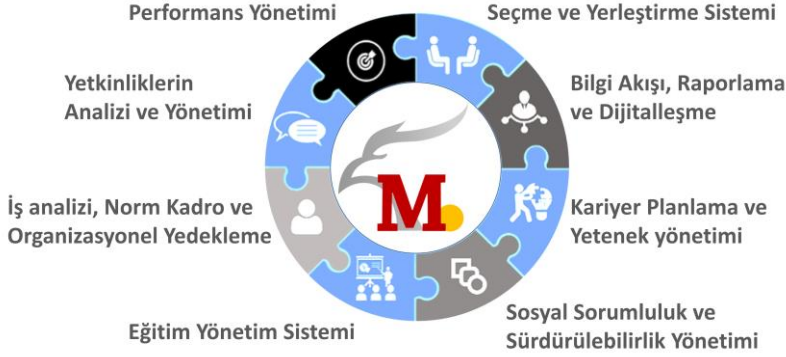 Performans Yönetimi
Seçme ve Yerleştirme Sistemi
Yetkinliklerin
Analizi ve Yönetimi
Bilgi Akışı, Raporlama
ve Dijitalleşme
İş analizi, Norm Kadro ve
Organizasyonel Yedekleme
Kariyer Planlama ve
Yetenek yönetimi
Eğitim Yönetim Sistemi
Sosyal Sorumluluk ve
Sürdürülebilirlik Yönetimi
M.